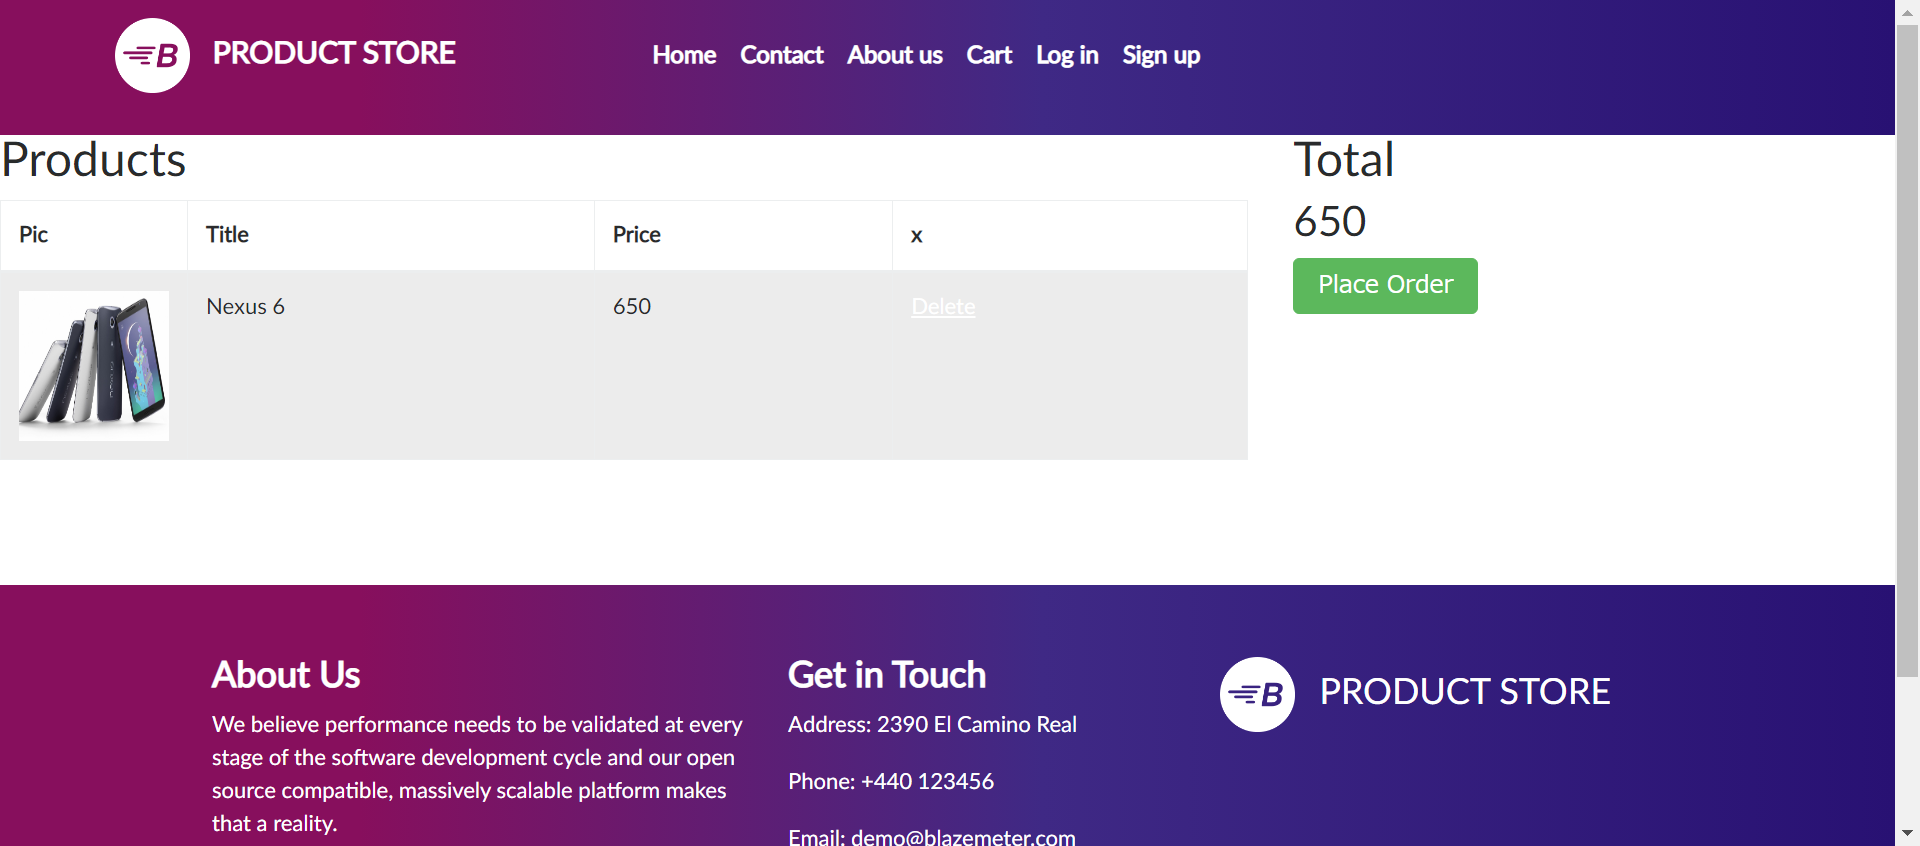 B PRODUCT STORE
Home Contact About us Cart Log in Sign up
Products
Total
650
Place Order
Pic Title Price x
Nexus 6 650 Delete
About Us
We believe performance needs to be validated at every
stage of the software development cycle and our open
source compatible, massively scalable platform makes
that a reality.
Get in Touch
Address: 2390 El Camino Real
Phone: +440 123456
Email: demo@blazemeter.com
B PRODUCT STORE